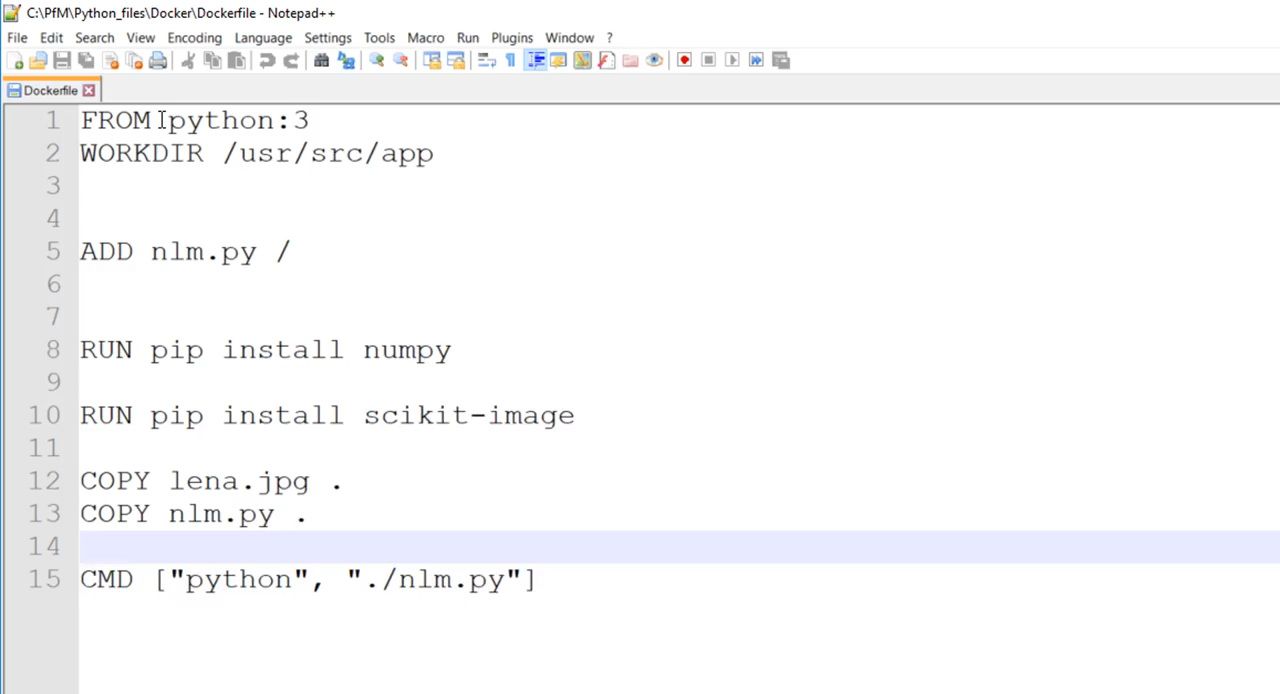 C:\PfM\Python_files\Docker\Dockerfile - Notepad++
File Edit Search View Encoding Language Settings Tools Macro Run Plugins Window ?
Dockerfile
1 FROM python:3
2 WORKDIR /usr/src/app
3
4
5 ADD nlm.py /
6
7
8 RUN pip install numpy
9
10 RUN pip install scikit-image
11
12 COPY lena.jpg .
13 COPY nlm.py .
14
15 CMD ["python", "./nlm.py"]